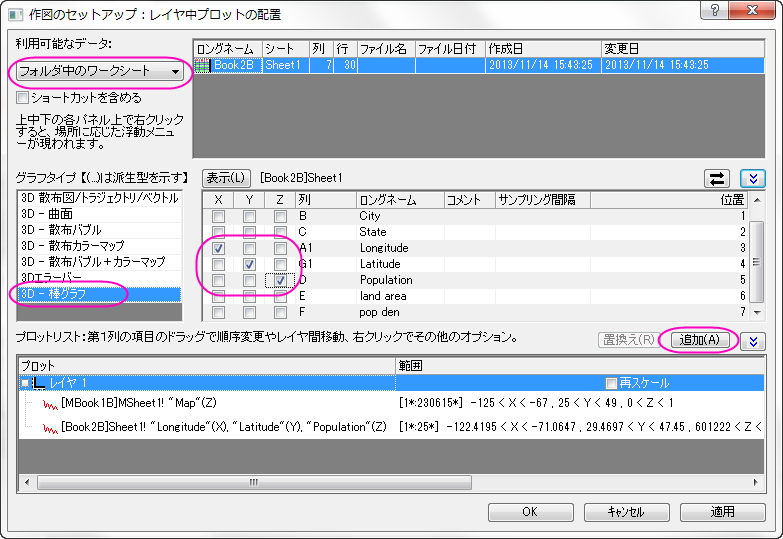 作図のセットアップ：レイヤ中プロットの配置
利用可能なデータ:
フォルダ中のワークシート
ショートカットを含める
上中下の各パネル上で右クリック
すると、場所に応じた浮動メニュー
が現われます。
ロングネーム シート 列 行 ファイル名 ファイル日付 作成日 変更日
Book2B Sheet1 7 30 2013/11/14 15:43:25 2013/11/14 15:43:25
グラフタイプ【(...)は派生型を示す】
3D 散布図/トラジェクトリ/ベクトル
3D - 曲面
3D - 散布バブル
3D - 散布カラーマップ
3D - 散布バブル＋カラーマップ
3Dエラーバー
3D - 棒グラフ
表示(L) [Book2B]Sheet1
X Y Z 列 ロングネーム コメント サンプリング間隔 位置
B City 1
C State 2
A1 Longitude 3
G1 Latitude 4
D Population 5
E land area 6
F pop den 7
プロットリスト：第1列の項目のドラッグで順序変更やレイヤ間移動、右クリックでその他のオプション。
置換え(R) 追加(A)
プロット 範囲
レイヤ 1 再スケール
[MBook1B]MSheet1! "Map"(Z) [1*:230615*] -125 < X < -67 , 25 < Y < 49 , 0 < Z < 1
[Book2B]Sheet1! "Longitude"(X), "Latitude"(Y), "Population"(Z) [1*:25*] -122.4195 < X < -71.0647 , 29.4697 < Y < 47.45 , 601222 < Z <
OK キャンセル 適用